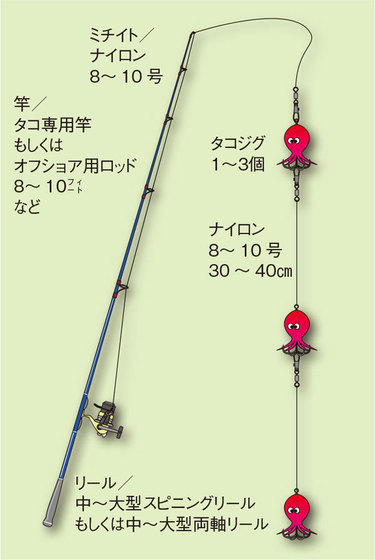 ミチイト／
ナイロン
8～10号
竿／
タコ専用竿
もしくは
オフショア用ロッド
8～10フィート
など
タコジグ
1～3個
ナイロン
8～10号
30～40㎝
リール／
中～大型スピニングリール
もしくは中～大型両軸リール